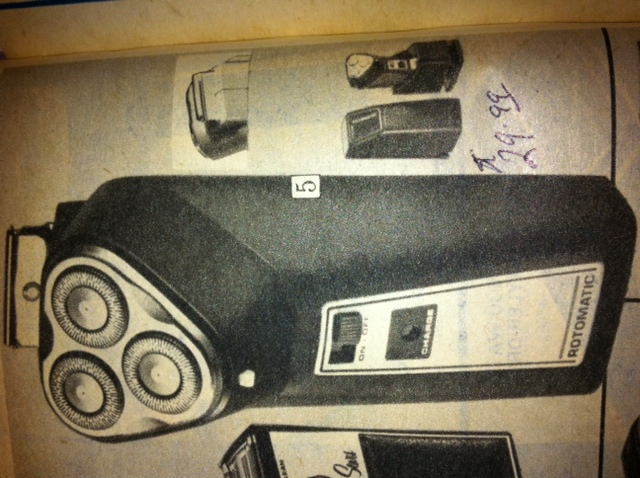 29.99
5
ON OFF
CHARGE
ROTOMATIC